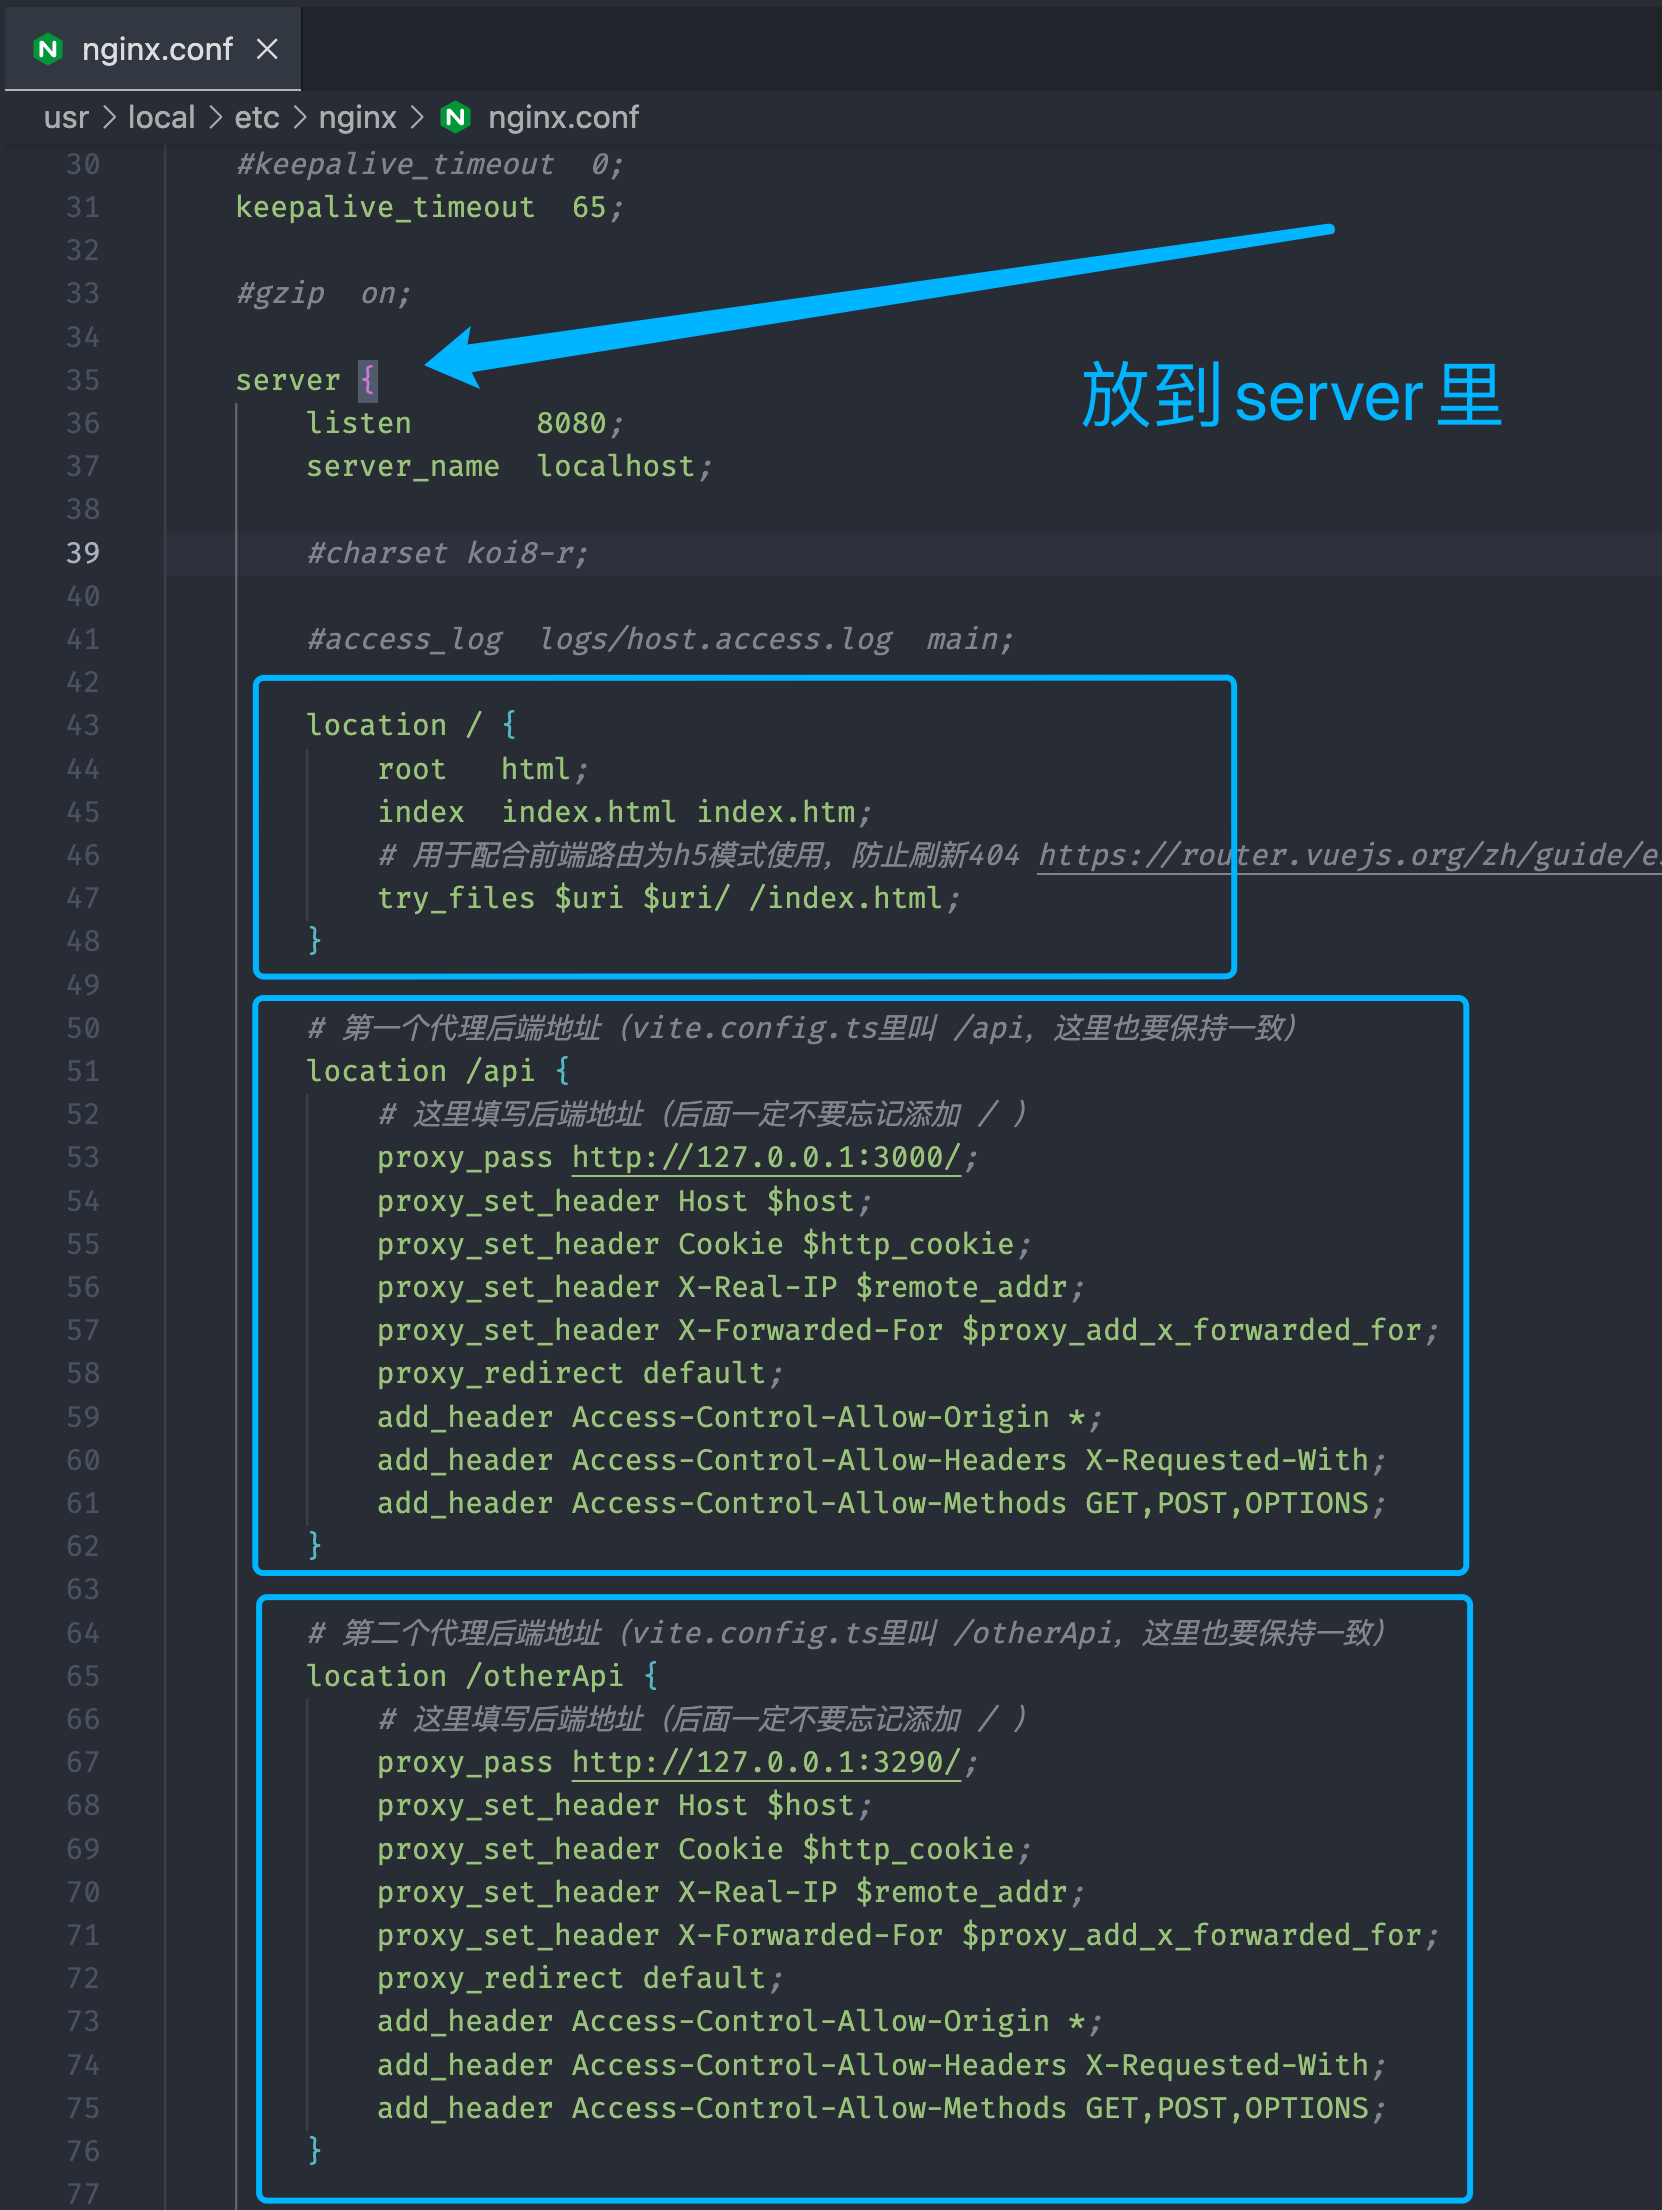 nginx.conf
usr > local > etc > nginx > nginx.conf
30 #keepalive_timeout  0;
31 keepalive_timeout  65;
32
33 #gzip  on;
34
35 server {
放到server里
36 listen       8080;
37 server_name  localhost;
38
39 #charset koi8-r;
40
41 #access_log  logs/host.access.log  main;
42
43 location / {
44 root   html;
45 index  index.html index.htm;
46 # 用于配合前端路由为h5模式使用，防止刷新404 https://router.vuejs.org/zh/guide/es
47 try_files $uri $uri/ /index.html;
48 }
49
50 # 第一个代理后端地址（vite.config.ts里叫 /api，这里也要保持一致）
51 location /api {
52 # 这里填写后端地址（后面一定不要忘记添加 / ）
53 proxy_pass http://127.0.0.1:3000/;
54 proxy_set_header Host $host;
55 proxy_set_header Cookie $http_cookie;
56 proxy_set_header X-Real-IP $remote_addr;
57 proxy_set_header X-Forwarded-For $proxy_add_x_forwarded_for;
58 proxy_redirect default;
59 add_header Access-Control-Allow-Origin *;
60 add_header Access-Control-Allow-Headers X-Requested-With;
61 add_header Access-Control-Allow-Methods GET,POST,OPTIONS;
62 }
63
64 # 第二个代理后端地址（vite.config.ts里叫 /otherApi，这里也要保持一致）
65 location /otherApi {
66 # 这里填写后端地址（后面一定不要忘记添加 / ）
67 proxy_pass http://127.0.0.1:3290/;
68 proxy_set_header Host $host;
69 proxy_set_header Cookie $http_cookie;
70 proxy_set_header X-Real-IP $remote_addr;
71 proxy_set_header X-Forwarded-For $proxy_add_x_forwarded_for;
72 proxy_redirect default;
73 add_header Access-Control-Allow-Origin *;
74 add_header Access-Control-Allow-Headers X-Requested-With;
75 add_header Access-Control-Allow-Methods GET,POST,OPTIONS;
76 }
77